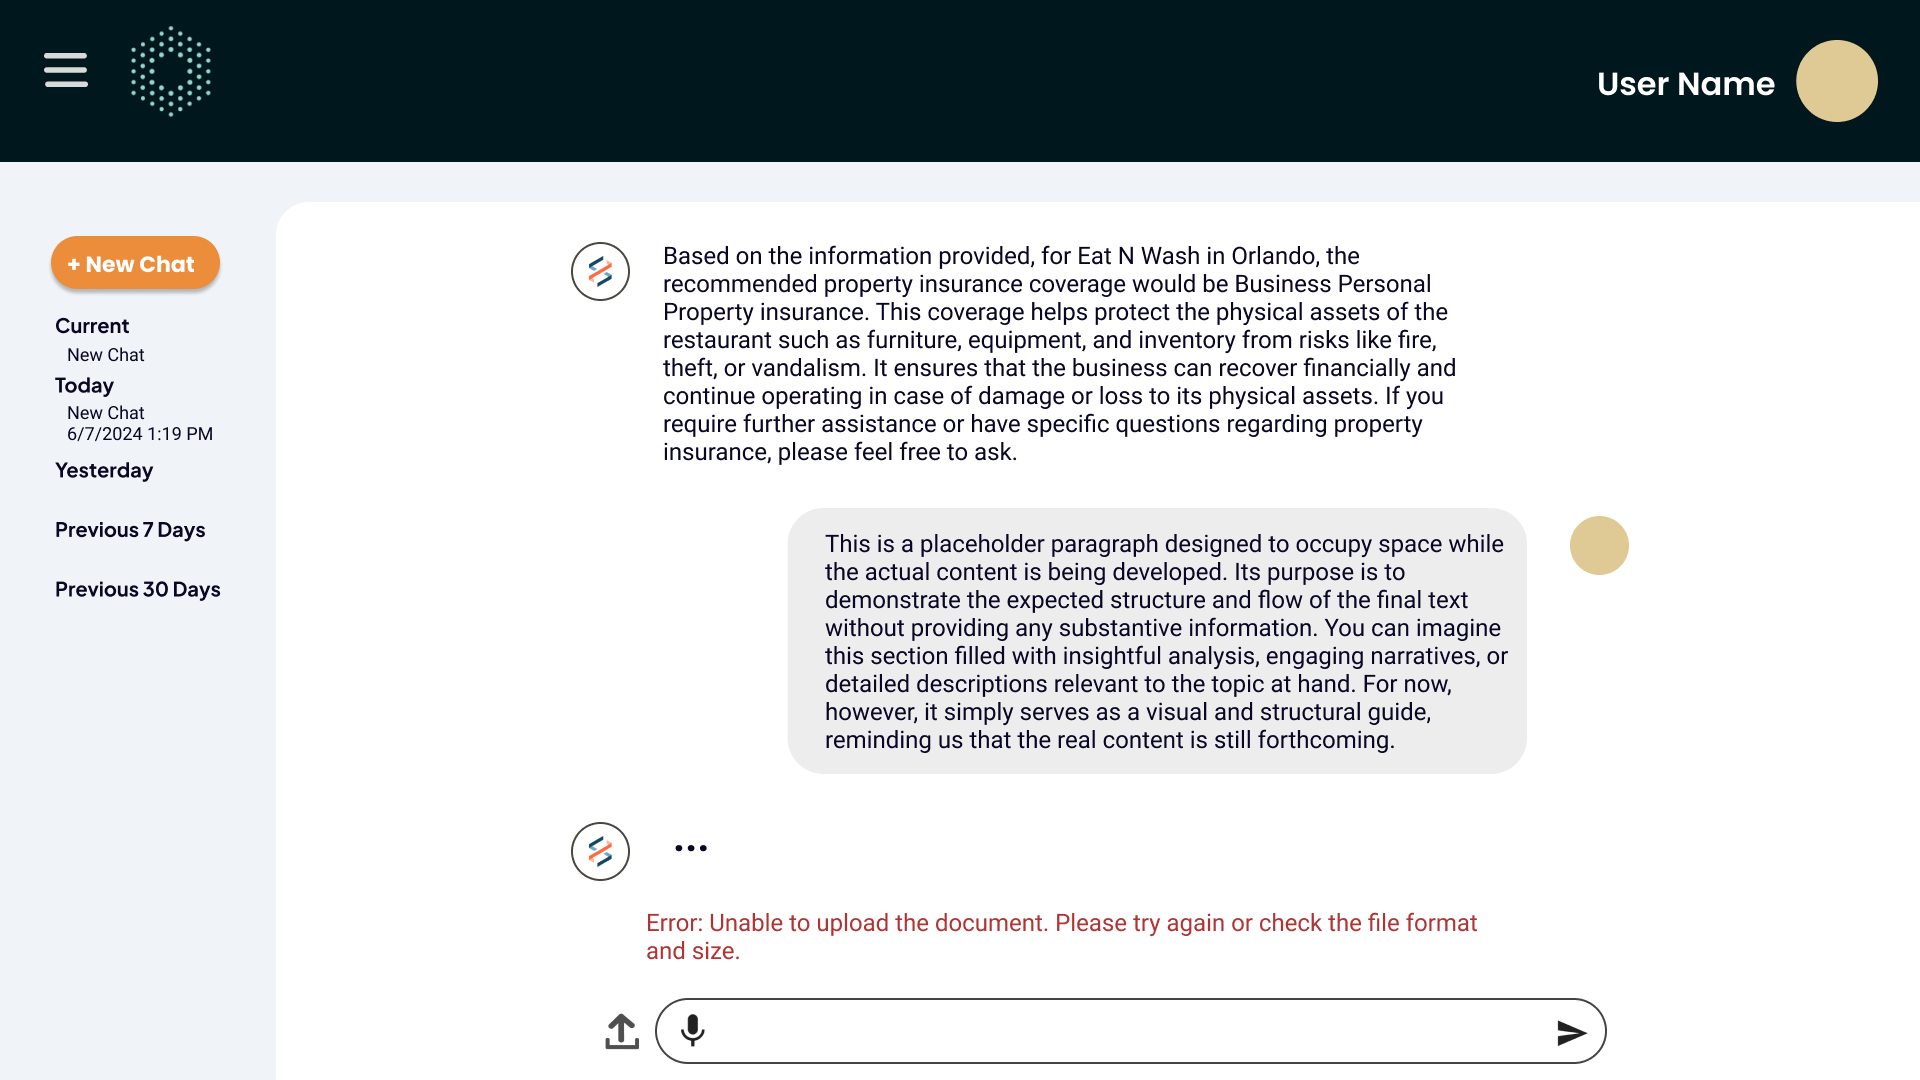 User Name
+ New Chat
Current
New Chat
Today
New Chat
6/7/2024 1:19 PM
Yesterday
Previous 7 Days
Previous 30 Days
Based on the information provided, for Eat N Wash in Orlando, the
recommended property insurance coverage would be Business Personal
Property insurance. This coverage helps protect the physical assets of the
restaurant such as furniture, equipment, and inventory from risks like fire,
theft, or vandalism. It ensures that the business can recover financially and
continue operating in case of damage or loss to its physical assets. If you
require further assistance or have specific questions regarding property
insurance, please feel free to ask.
This is a placeholder paragraph designed to occupy space while
the actual content is being developed. Its purpose is to
demonstrate the expected structure and flow of the final text
without providing any substantive information. You can imagine
this section filled with insightful analysis, engaging narratives, or
detailed descriptions relevant to the topic at hand. For now,
however, it simply serves as a visual and structural guide,
reminding us that the real content is still forthcoming.
...
Error: Unable to upload the document. Please try again or check the file format
and size.